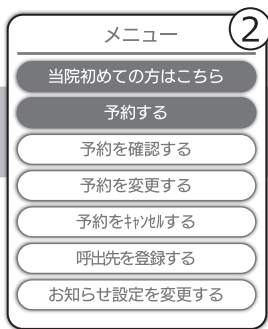 メニュー
②
当院初めての方はこちら
予約する
予約を確認する
予約を変更する
予約をｷｬﾝｾﾙする
呼出先を登録する
お知らせ設定を変更する